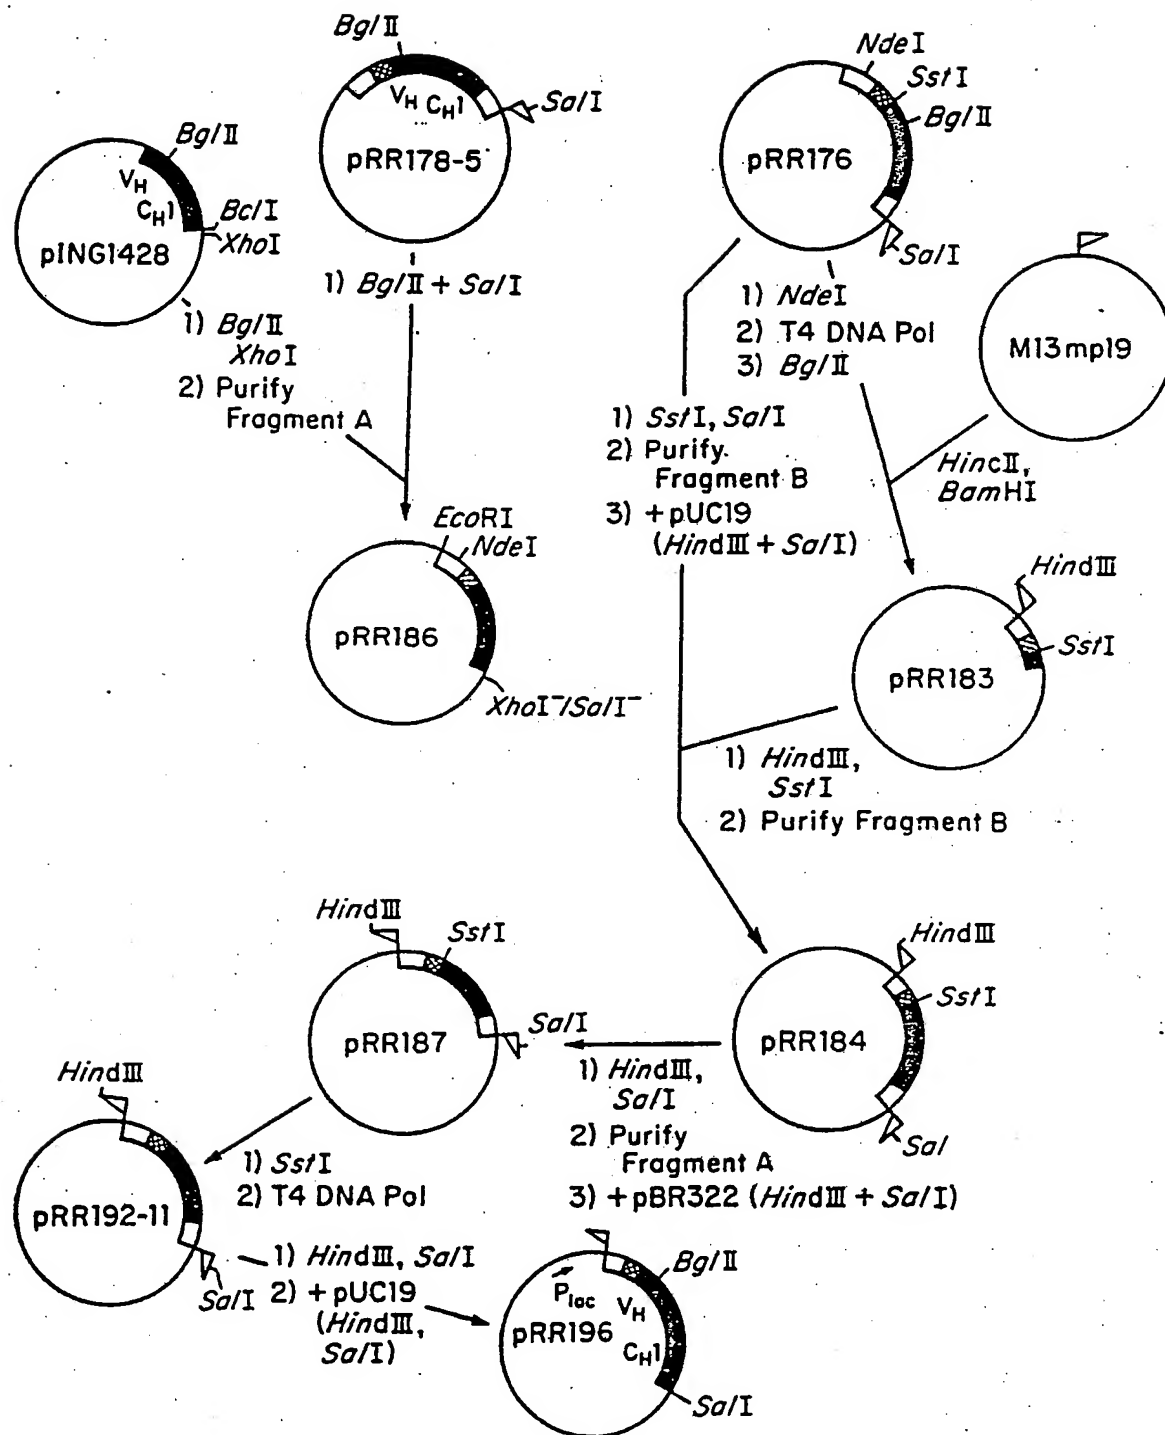 BglII
VH CH1
SalI
pRR178-5
BglII
VH
CH1
BclI
XhoI
pING1428
NdeI
SstI
BglII
pRR176
SalI
M13mp19
1) BglII
XhoI
2) Purify
Fragment A
1) BglII + SalI
1) NdeI
2) T4 DNA Pol
3) BglII
1) SstI, SalI
2) Purify
Fragment B
3) +pUC19
(HindIII + SalI)
HincII,
BamHI
EcoRI
NdeI
pRR186
XhoI-/SalI-
HindIII
SstI
pRR183
1) HindIII,
SstI
2) Purify Fragment B
HindIII
SstI
pRR187
SalI
HindIII
SstI
pRR184
Sal
1) HindIII,
SalI
2) Purify
Fragment A
3) +pBR322 (HindIII + SalI)
HindIII
pRR192-11
SalI
1) SstI
2) T4 DNA Pol
1) HindIII, SalI
2) +pUC19
(HindIII,
SalI)
BglII
Plac
VH
pRR196
CH1
SalI